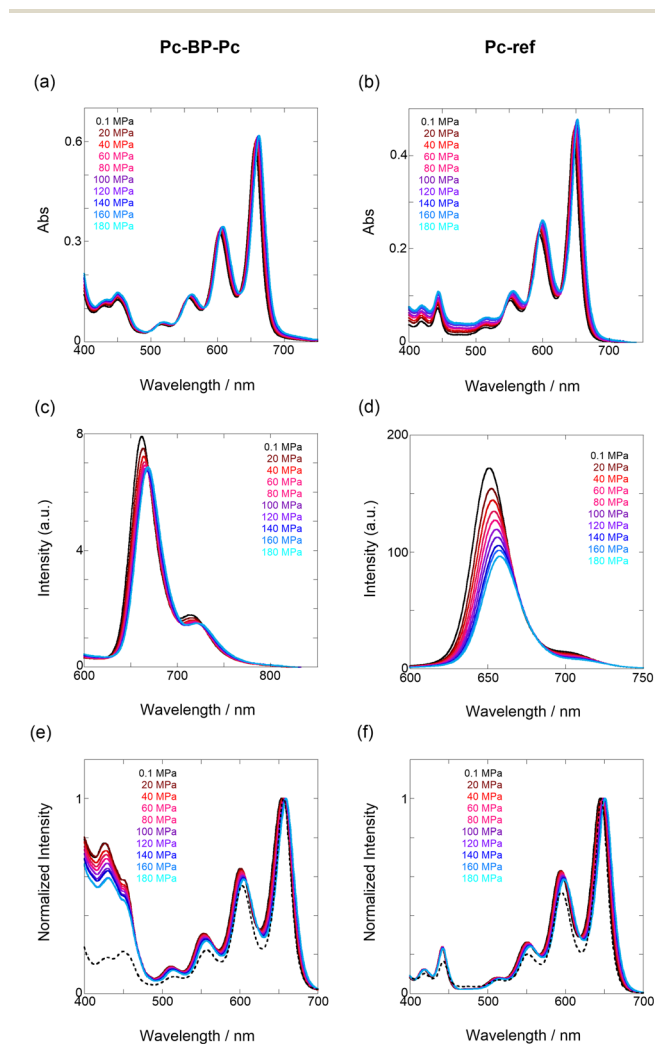 Pc-BP-Pc
Pc-ref
(a)
(b)
0.1 MPa
20 MPa
40 MPa
60 MPa
80 MPa
100 MPa
120 MPa
140 MPa
160 MPa
180 MPa
0.6
0.3
0
Abs
400 500 600 700
Wavelength / nm
0.1 MPa
20 MPa
40 MPa
60 MPa
80 MPa
100 MPa
120 MPa
140 MPa
160 MPa
180 MPa
0.4
0.2
0
Abs
400 500 600 700
Wavelength / nm
(c)
(d)
8
4
0
Intensity (a.u.)
0.1 MPa
20 MPa
40 MPa
60 MPa
80 MPa
100 MPa
120 MPa
140 MPa
160 MPa
180 MPa
600 700 800
Wavelength / nm
200
100
0
Intensity (a.u.)
0.1 MPa
20 MPa
40 MPa
60 MPa
80 MPa
100 MPa
120 MPa
140 MPa
160 MPa
180 MPa
600 650 700 750
Wavelength / nm
(e)
(f)
0.1 MPa
20 MPa
40 MPa
60 MPa
80 MPa
100 MPa
120 MPa
140 MPa
160 MPa
180 MPa
1
0
Normalized Intensity
400 500 600 700
Wavelength / nm
0.1 MPa
20 MPa
40 MPa
60 MPa
80 MPa
100 MPa
120 MPa
140 MPa
160 MPa
180 MPa
1
0
Normalized Intensity
400 500 600 700
Wavelength / nm